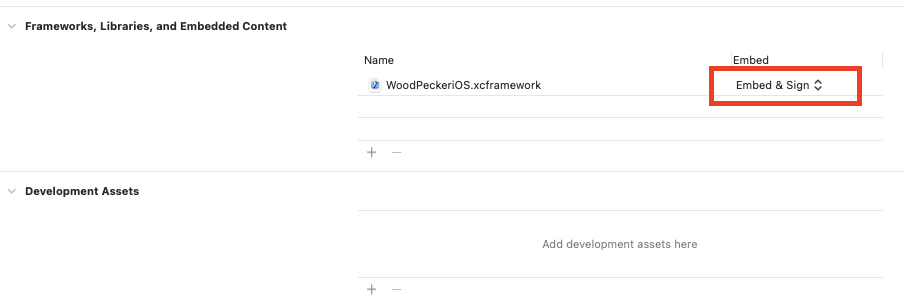 Frameworks, Libraries, and Embedded Content
Name Embed
WoodPeckeriOS.xcframework Embed & Sign
+ −
Development Assets
Add development assets here
+ −